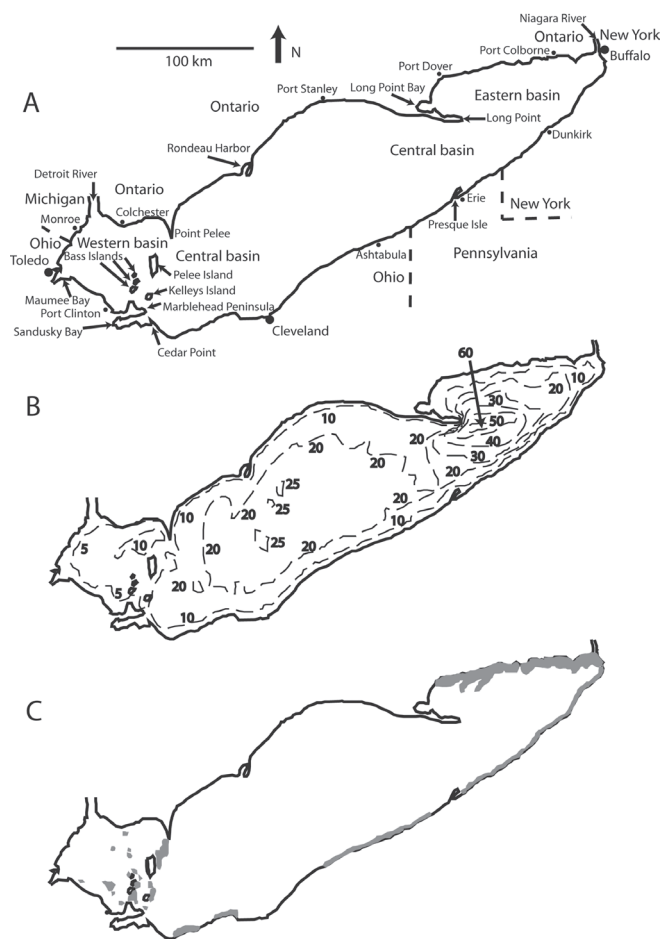 Niagara River
Ontario
New York
Port Colborne
Buffalo
N
100 km
Port Dover
A
Port Stanley
Long Point Bay
Eastern basin
Ontario
Long Point
Dunkirk
Rondeau Harbor
Central basin
Detroit River
Michigan
Ontario
Erie
New York
Colchester
Monroe
Presque Isle
Point Pelee
Ohio
Western basin
Central basin
Ashtabula
Pennsylvania
Bass Islands
Toledo
Pelee Island
Ohio
Kelleys Island
Maumee Bay
Marblehead Peninsula
Port Clinton
Sandusky Bay
Cleveland
Cedar Point
60
B
10
20
30
10
50
20
40
20
30
20
20
25
20
10
25
20
20
10
5
10
20
25
20
20
5
10
C